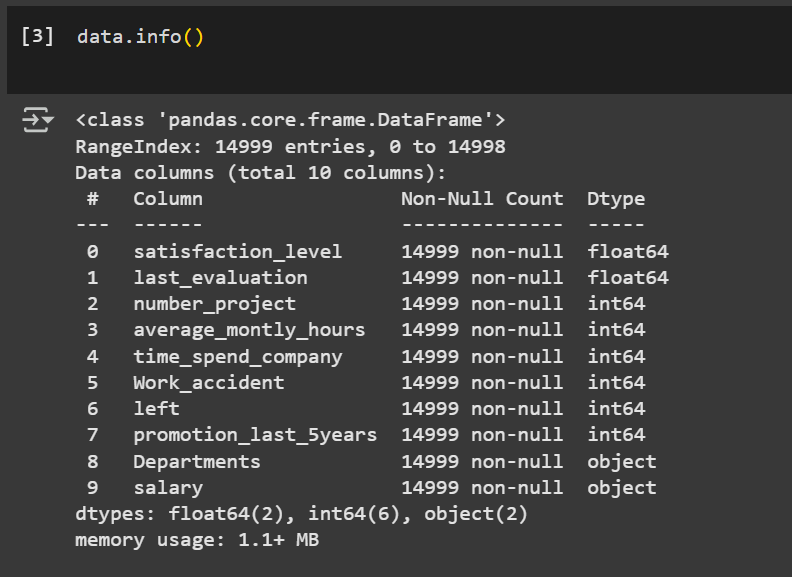 [3] data.info()
<class 'pandas.core.frame.DataFrame'>
RangeIndex: 14999 entries, 0 to 14998
Data columns (total 10 columns):
 #   Column                 Non-Null Count  Dtype
---  ------                 --------------  -----
 0   satisfaction_level     14999 non-null  float64
 1   last_evaluation        14999 non-null  float64
 2   number_project         14999 non-null  int64
 3   average_montly_hours   14999 non-null  int64
 4   time_spend_company     14999 non-null  int64
 5   Work_accident          14999 non-null  int64
 6   left                   14999 non-null  int64
 7   promotion_last_5years  14999 non-null  int64
 8   Departments            14999 non-null  object
 9   salary                 14999 non-null  object
dtypes: float64(2), int64(6), object(2)
memory usage: 1.1+ MB